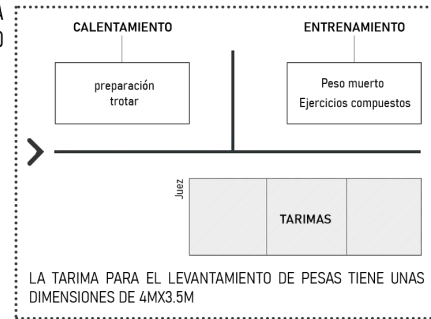 A
O
CALENTAMIENTO
ENTRENAMIENTO
preparación
trotar
Peso muerto
Ejercicios compuestos
Juez
TARIMAS
LA TARIMA PARA EL LEVANTAMIENTO DE PESAS TIENE UNAS
DIMENSIONES DE 4MX3.5M